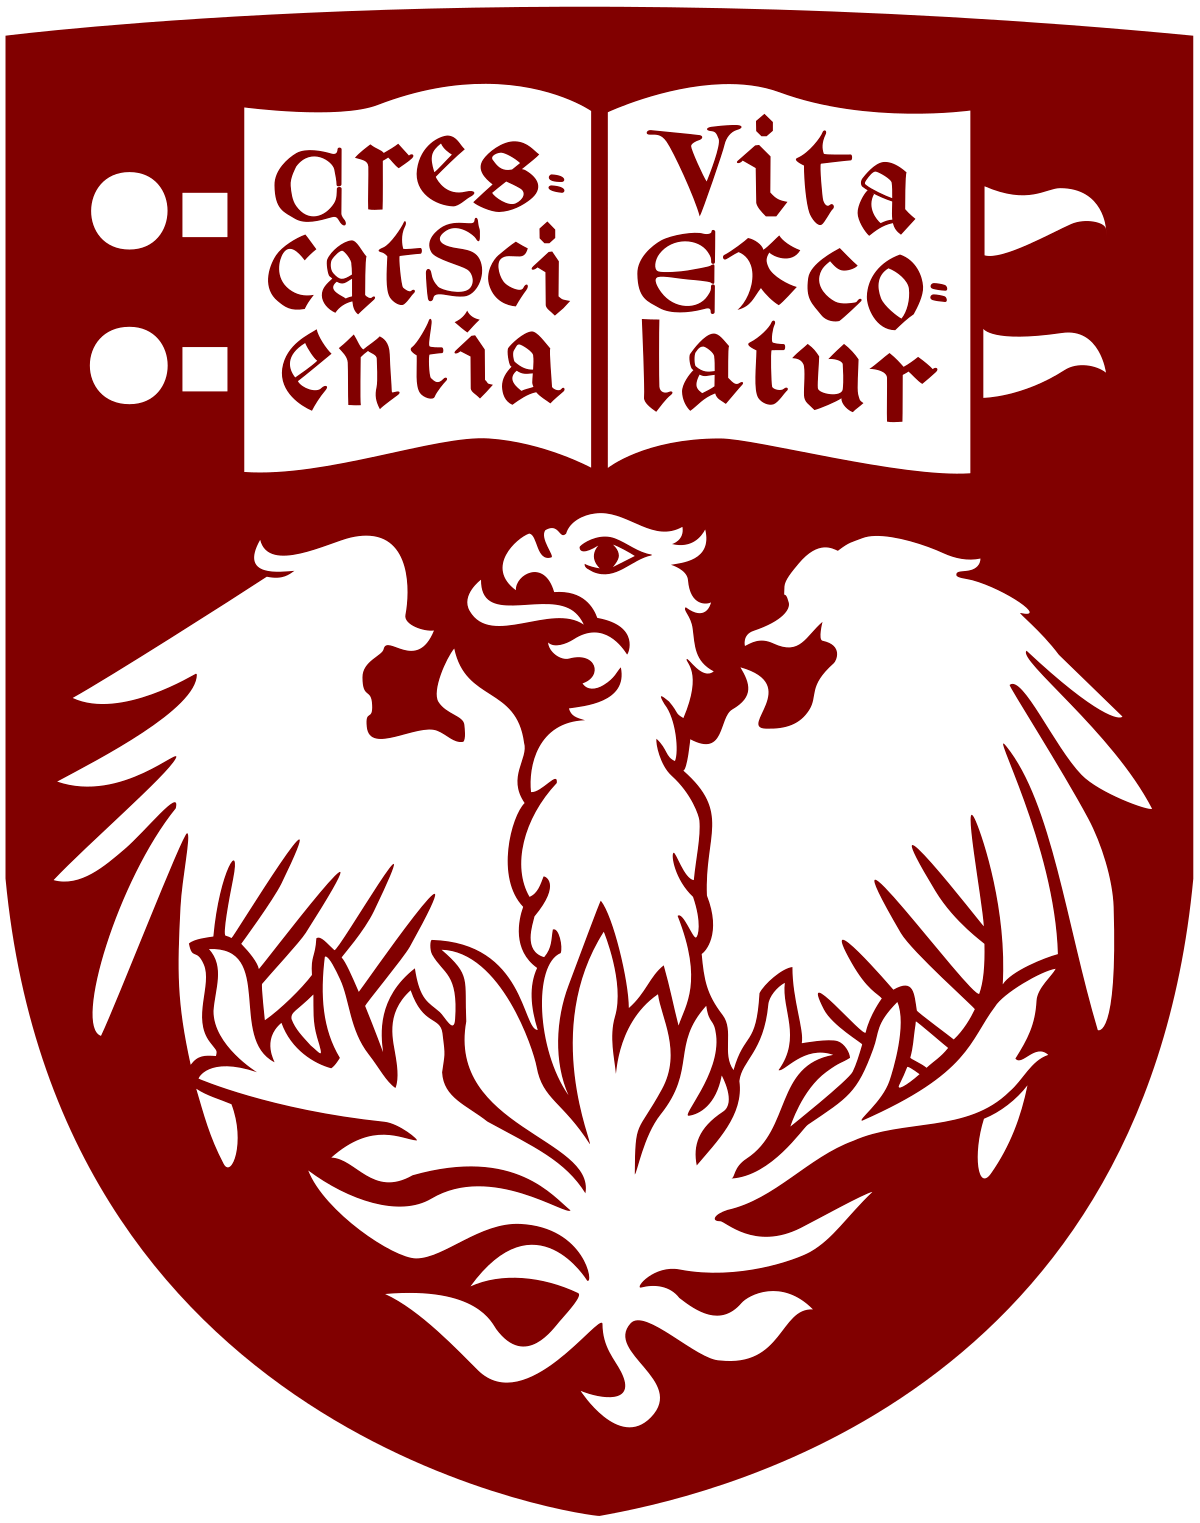 Cres=
catSci
entia
Vita
Exco=
latur